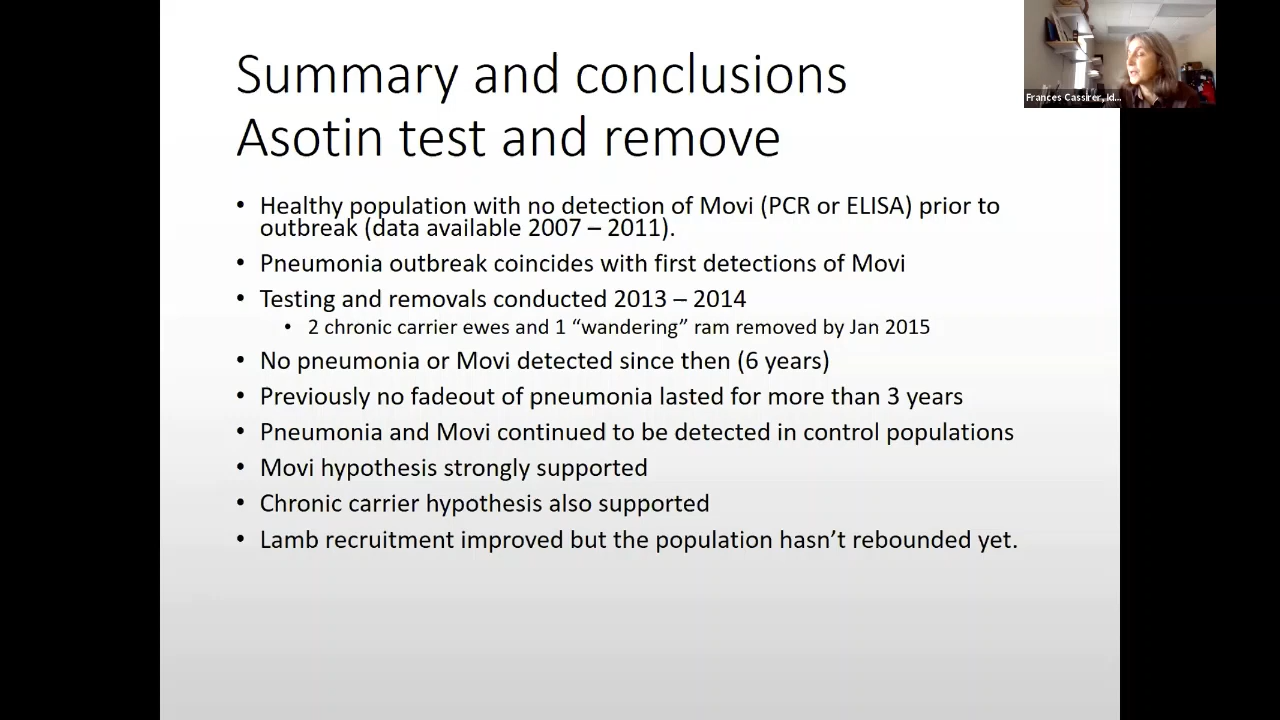 Summary and conclusions
Asotin test and remove
Frances Cassirer, Id...
• Healthy population with no detection of Movi (PCR or ELISA) prior to
outbreak (data available 2007 – 2011).
• Pneumonia outbreak coincides with first detections of Movi
• Testing and removals conducted 2013 – 2014
• 2 chronic carrier ewes and 1 “wandering” ram removed by Jan 2015
• No pneumonia or Movi detected since then (6 years)
• Previously no fadeout of pneumonia lasted for more than 3 years
• Pneumonia and Movi continued to be detected in control populations
• Movi hypothesis strongly supported
• Chronic carrier hypothesis also supported
• Lamb recruitment improved but the population hasn’t rebounded yet.